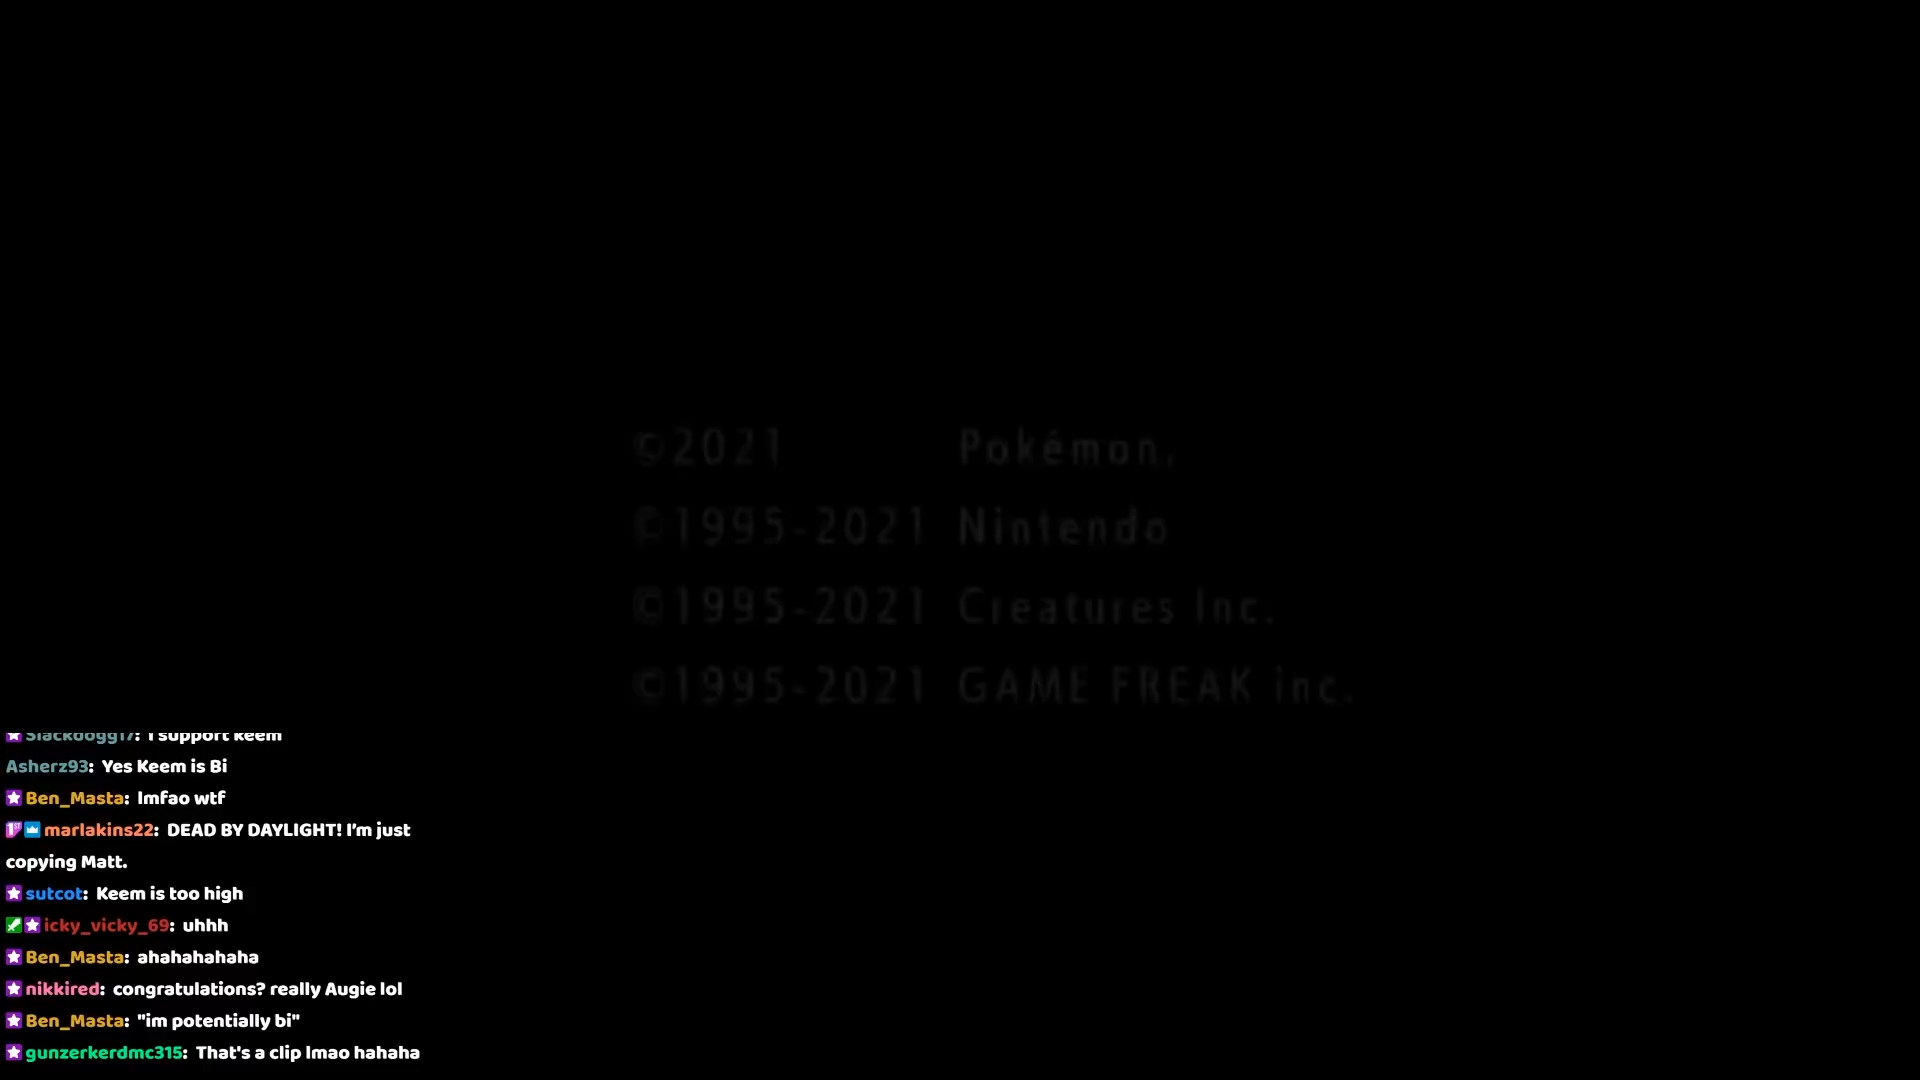 ©2021 Pokémon.
©1995-2021 Nintendo
©1995-2021 Creatures Inc.
©1995-2021 GAME FREAK inc.
Slackdogg17: I support keem
Asherz93: Yes Keem is Bi
Ben_Masta: lmfao wtf
marlakins22: DEAD BY DAYLIGHT! I'm just
copying Matt.
sutcot: Keem is too high
icky_vicky_69: uhhh
Ben_Masta: ahahahahaha
nikkired: congratulations? really Augie lol
Ben_Masta: "im potentially bi"
gunzerkerdmc315: That's a clip lmao hahaha